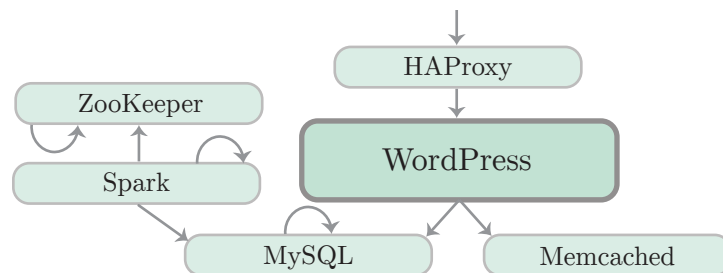 HAProxy
ZooKeeper
WordPress
Spark
MySQL
Memcached